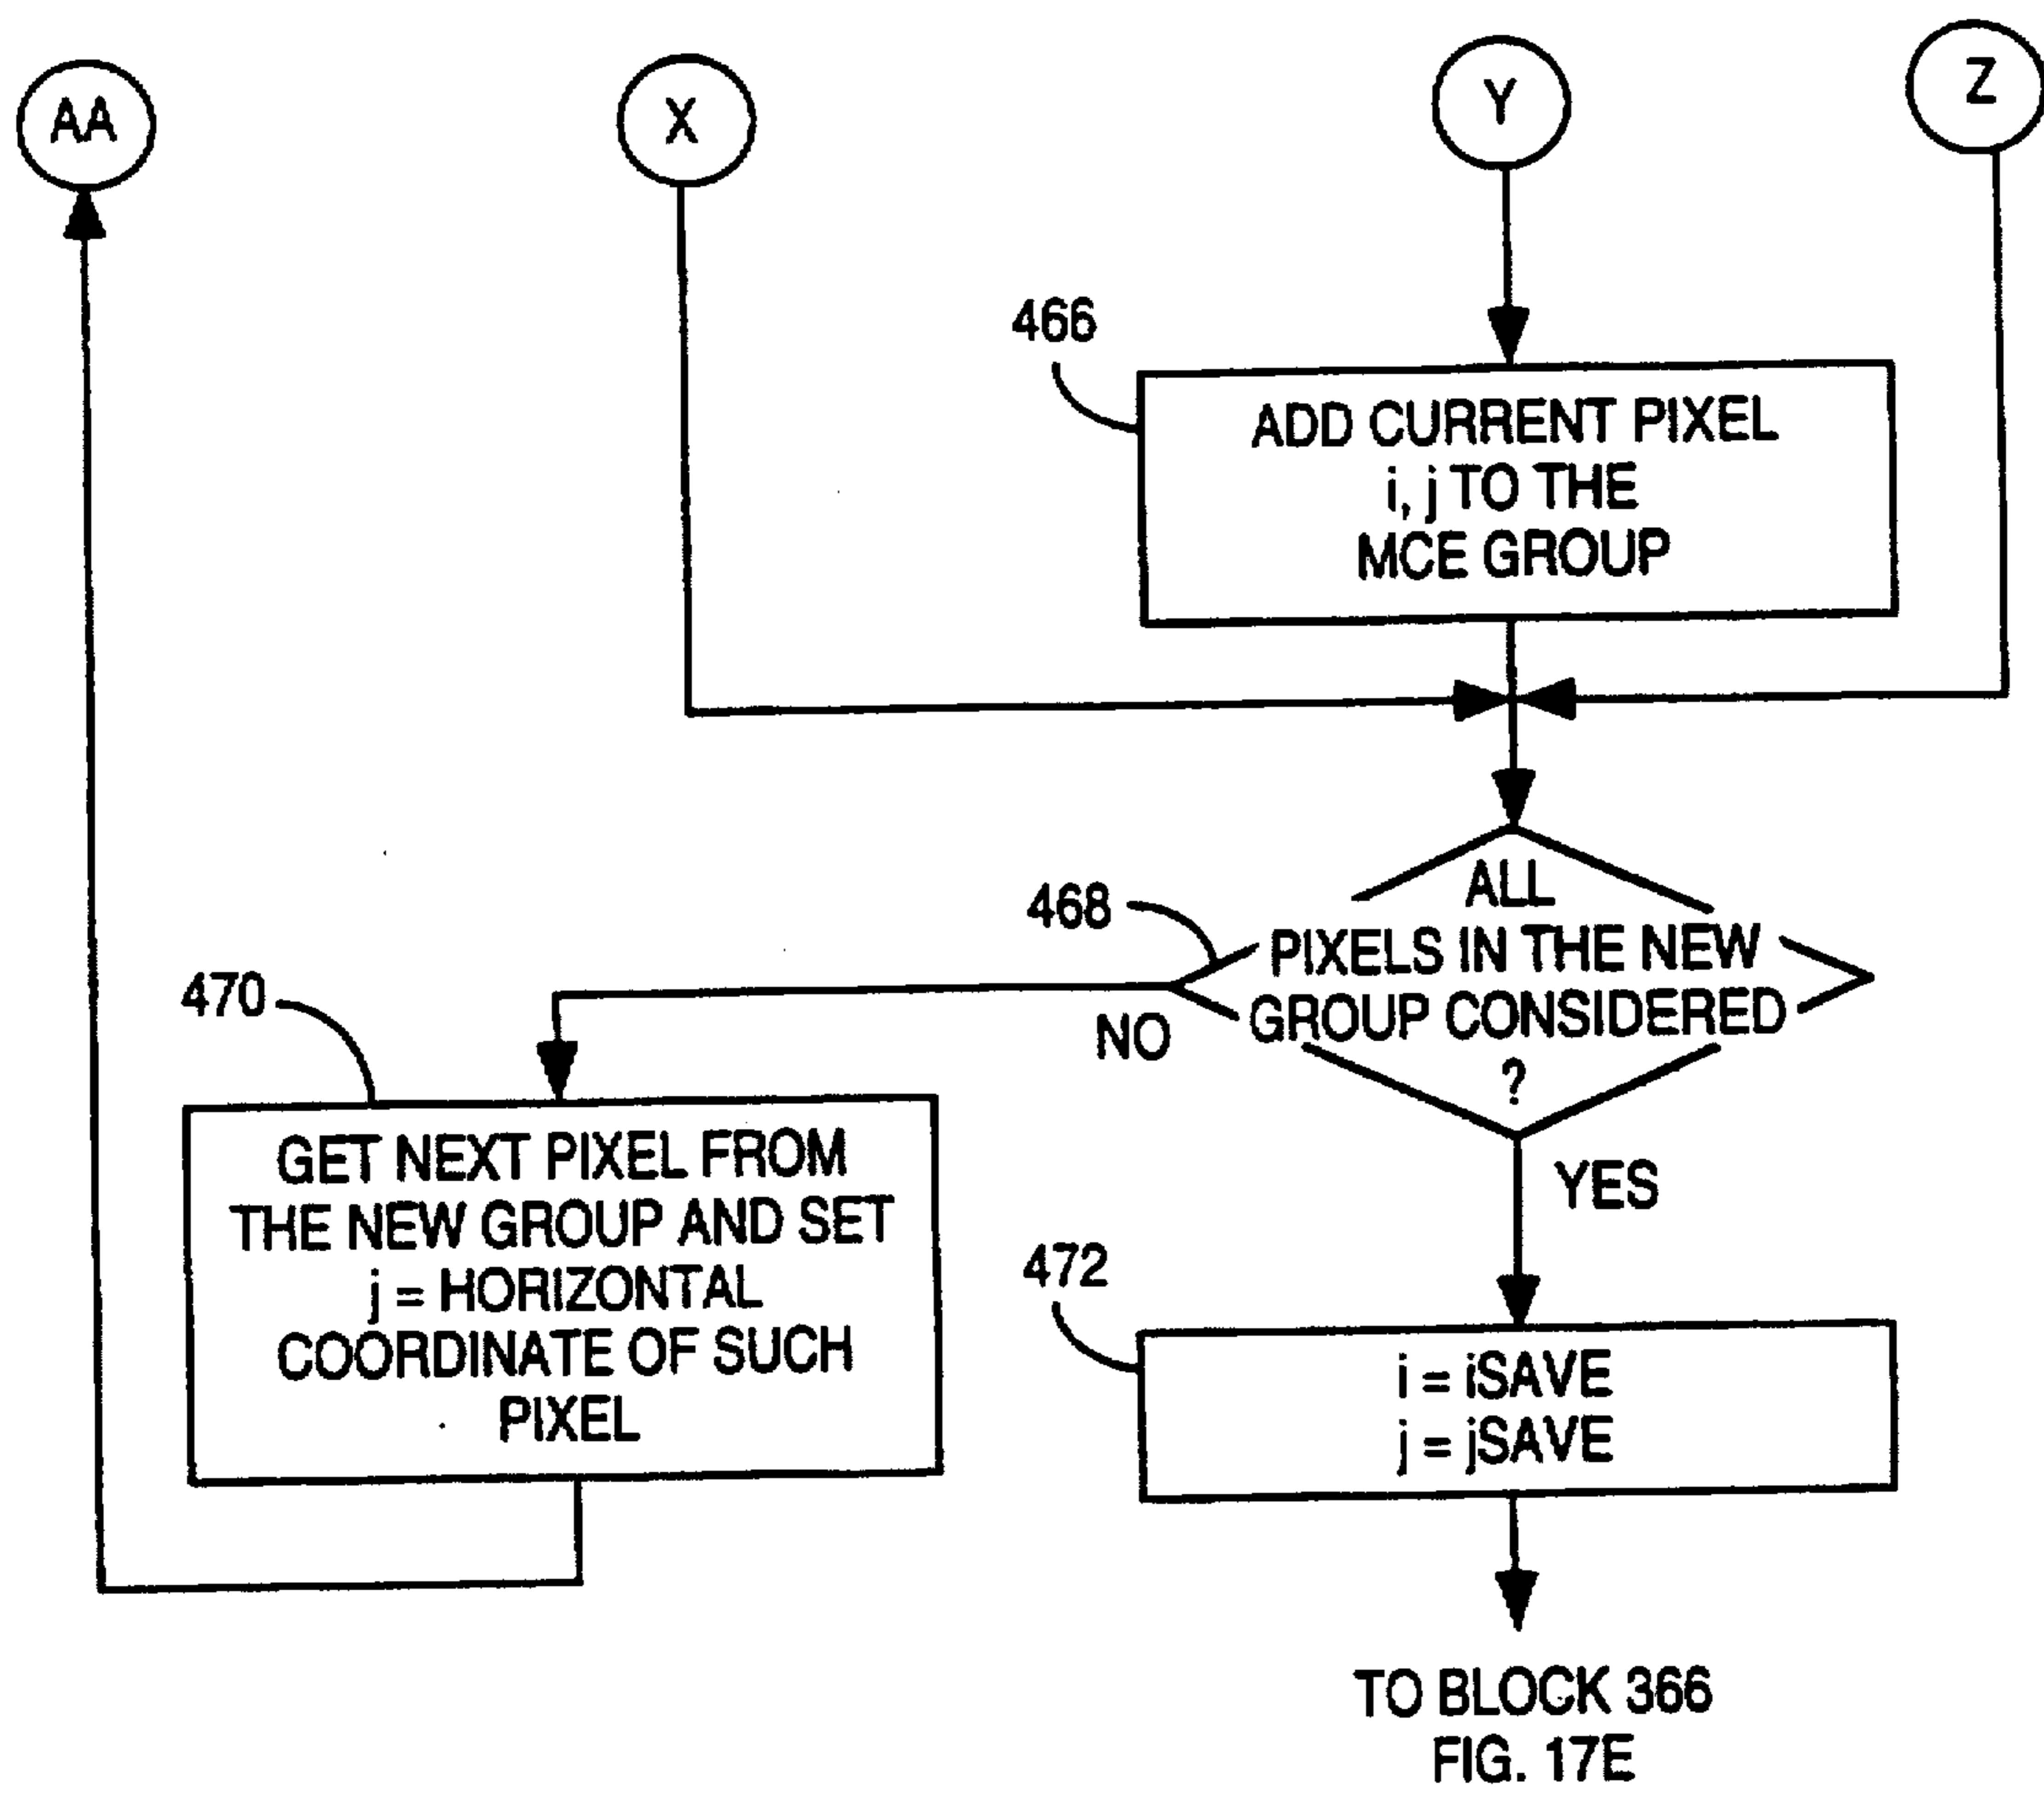 AA
X
Y
Z
466
ADD CURRENT PIXEL
i, j TO THE
MCE GROUP
468
ALL
PIXELS IN THE NEW
GROUP CONSIDERED
?
NO
YES
470
GET NEXT PIXEL FROM
THE NEW GROUP AND SET
j = HORIZONTAL
COORDINATE OF SUCH
PIXEL
472
i = iSAVE
j = jSAVE
TO BLOCK 366
FIG. 17E